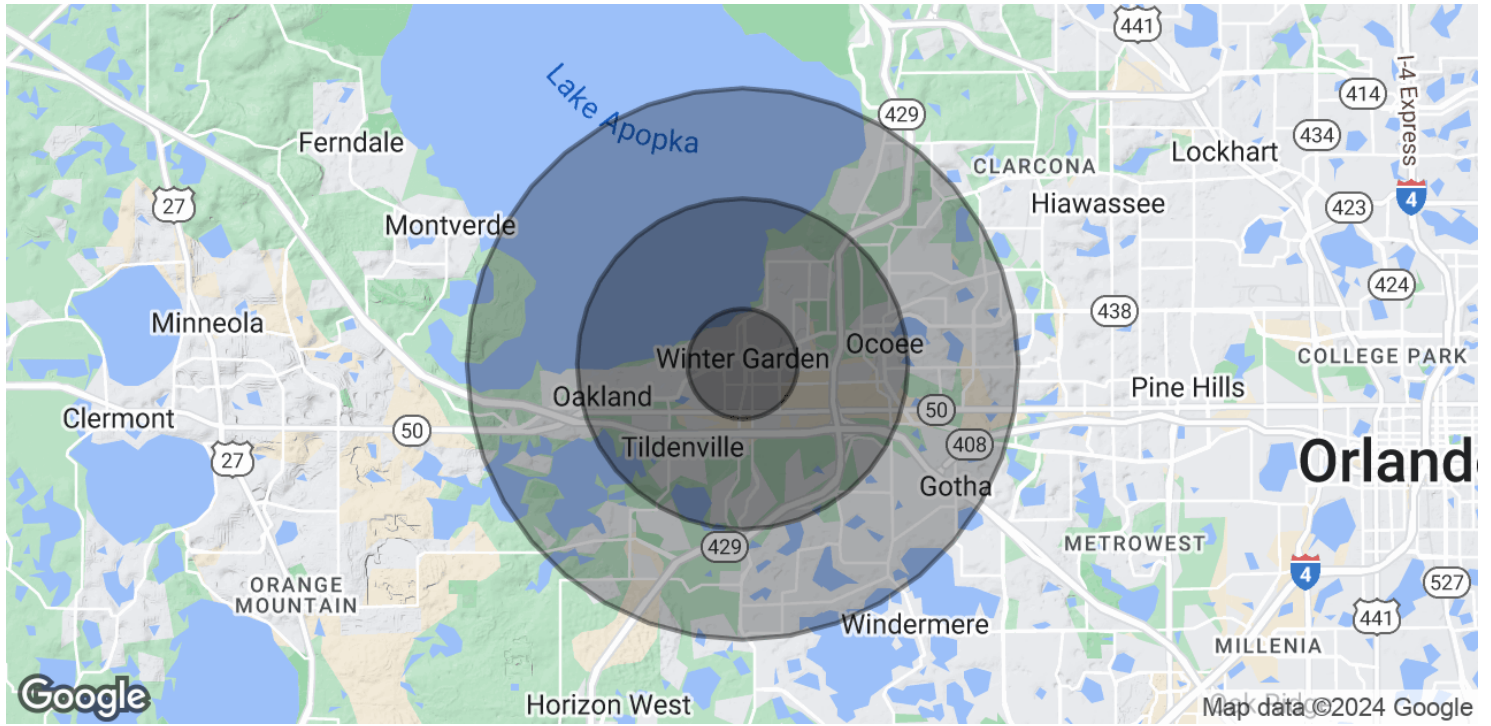 441
I-4 Express
414
429
434
Lake Apopka
Ferndale
Lockhart
CLARCONA
27
4
Hiawassee
423
Montverde
424
438
Minneola
Ocoee
Winter Garden
COLLEGE PARK
Pine Hills
Oakland
50
Clermont
50
Tildenville
408
27
Orland
Gotha
429
METROWEST
4
ORANGE
MOUNTAIN
527
441
Windermere
MILLENIA
Google
Horizon West
Map data ©2024 Google